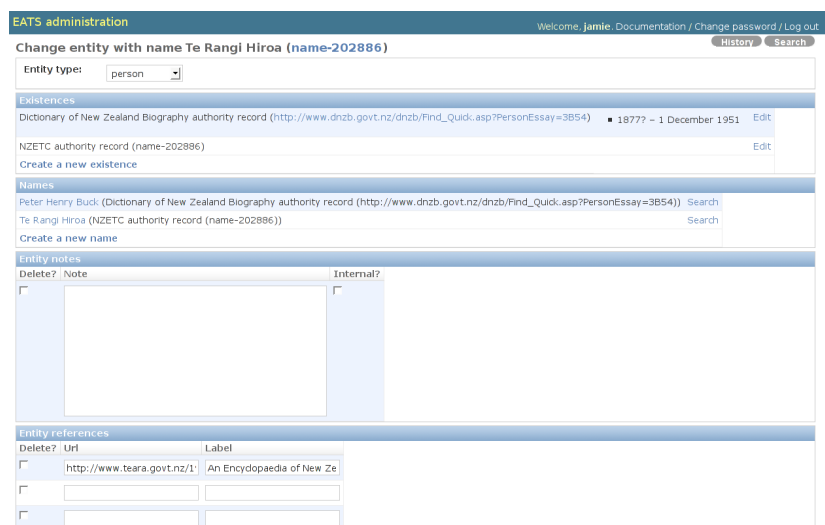 EATS administration
Welcome, jamie. Documentation / Change password / Log out
Change entity with name Te Rangi Hiroa (name-202886)
History Search
Entity type: person
Existences
Dictionary of New Zealand Biography authority record (http://www.dnzb.govt.nz/dnzb/Find_Quick.asp?PersonEssay=3B54) ▪ 1877? – 1 December 1951 Edit
NZETC authority record (name-202886) Edit
Create a new existence
Names
Peter Henry Buck (Dictionary of New Zealand Biography authority record (http://www.dnzb.govt.nz/dnzb/Find_Quick.asp?PersonEssay=3B54)) Search
Te Rangi Hiroa (NZETC authority record (name-202886)) Search
Create a new name
Entity notes
Delete? Note Internal?
Entity references
Delete? Url Label
http://www.teara.govt.nz/1 An Encyclopaedia of New Ze